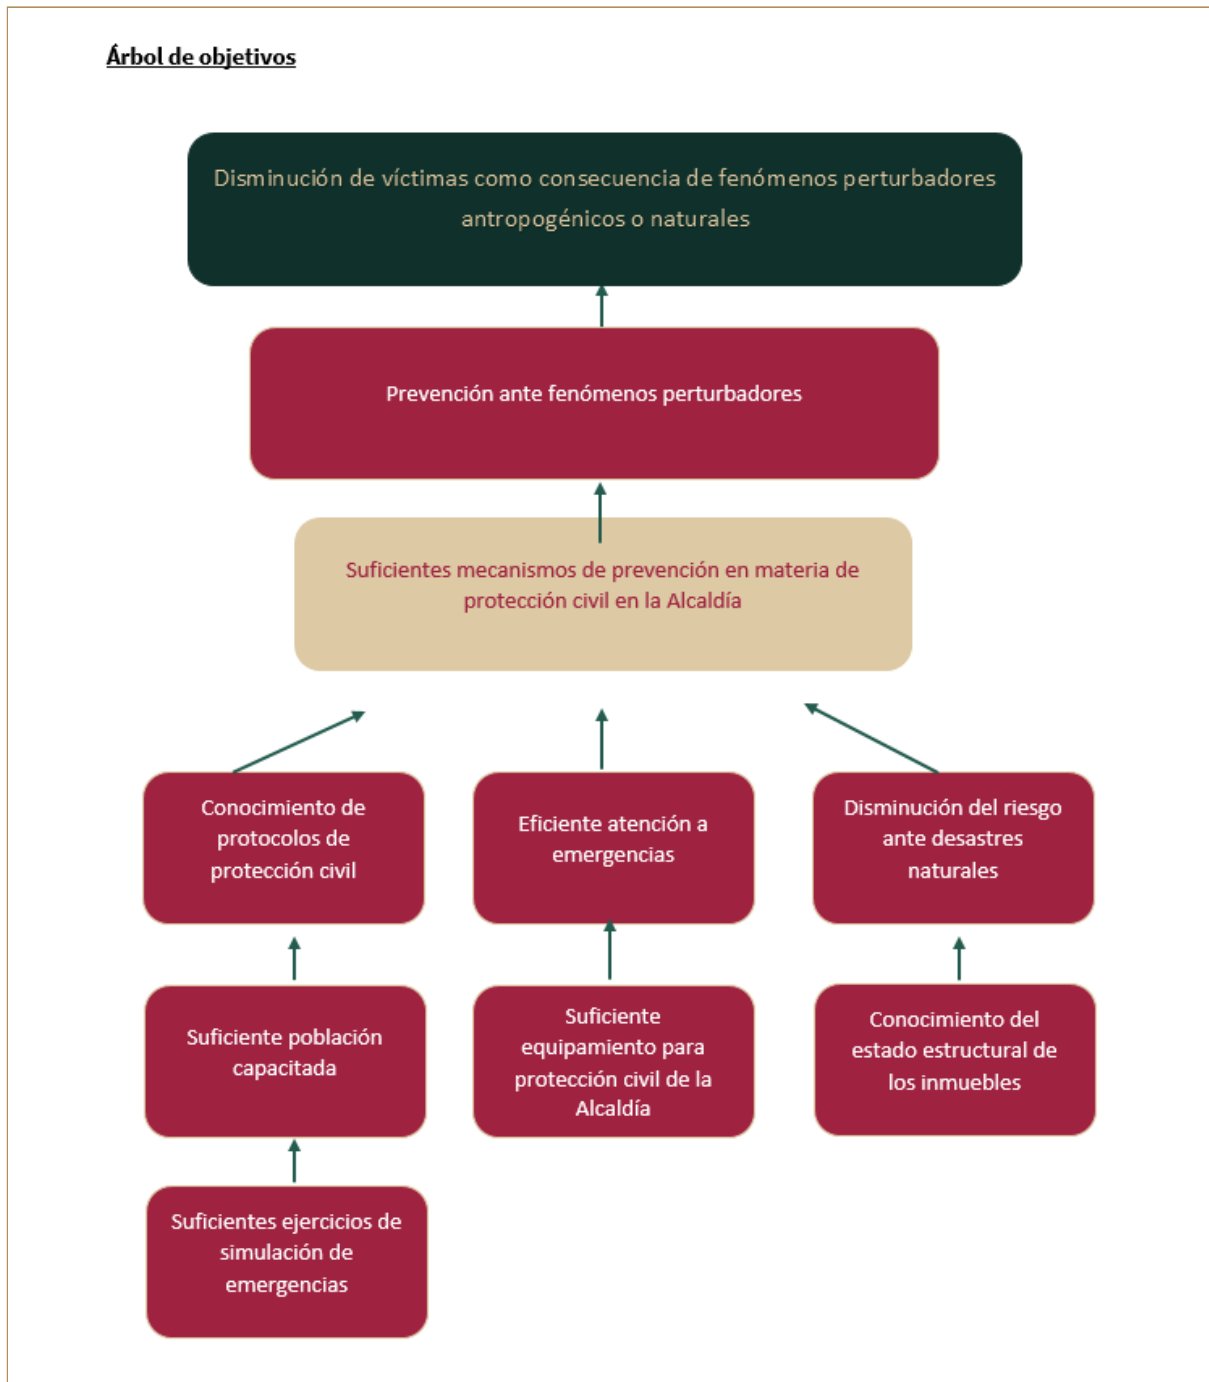 Árbol de objetivos
Disminución de víctimas como consecuencia de fenómenos perturbadores
antropogénicos o naturales
Prevención ante fenómenos perturbadores
Suficientes mecanismos de prevención en materia de
protección civil en la Alcaldía
Conocimiento de
protocolos de
protección civil
Eficiente atención a
emergencias
Disminución del riesgo
ante desastres
naturales
Suficiente población
capacitada
Suficiente
equipamiento para
protección civil de la
Alcaldía
Conocimiento del
estado estructural de
los inmuebles
Suficientes ejercicios de
simulación de
emergencias